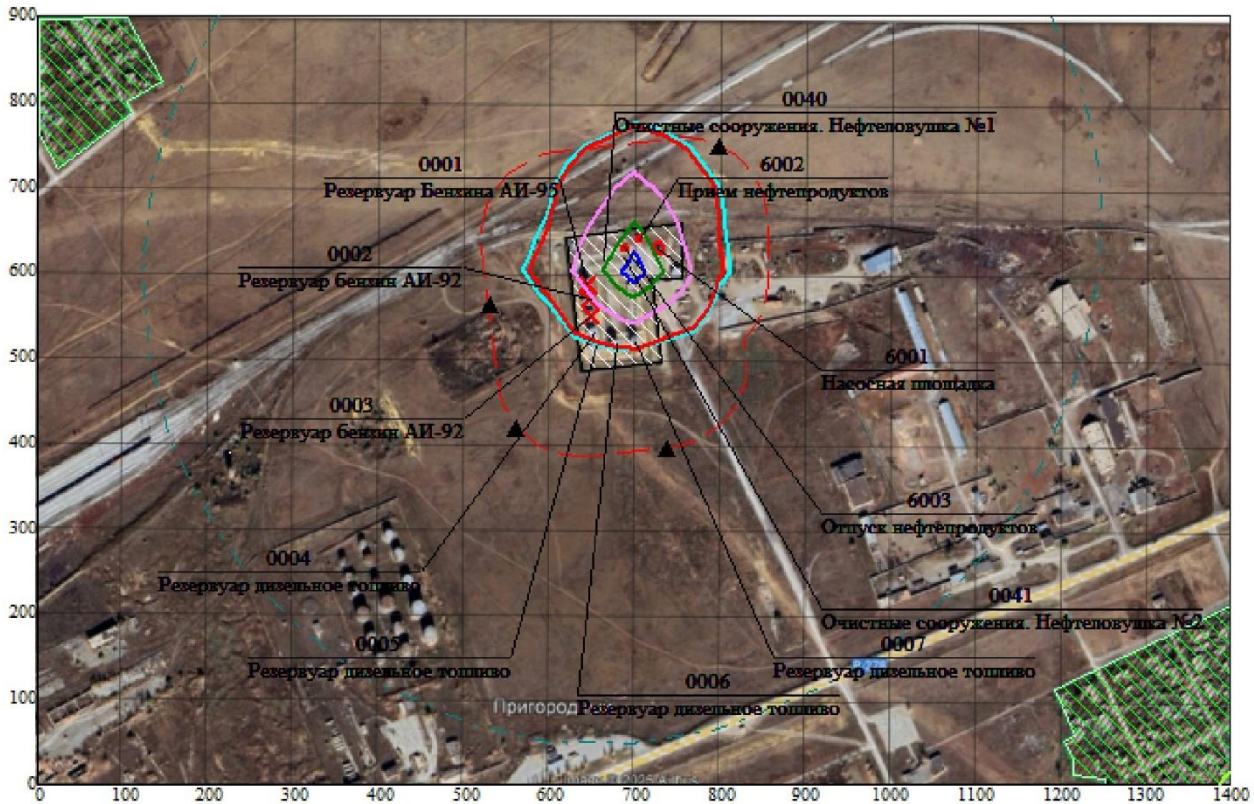 900
800
700
600
500
400
300
200
100
0
0040
Очистные сооружения. Нефтеловушка №1
0001
Резервуар Бензина АИ-95
6002
Прием нефтепродуктов
0002
Резервуар бензин АИ-92
6001
Насосная площадка
0003
Резервуар бензин АИ-92
6003
Отпуск нефтепродуктов
0004
Резервуар дизельное топливо
0041
Очистные сооружения. Нефтеловушка №2
0005
Резервуар дизельное топливо
0007
Резервуар дизельное топливо
0006
Резервуар дизельное топливо
Пригород
0 100 200 300 400 500 600 700 800 900 1000 1100 1200 1300 1400